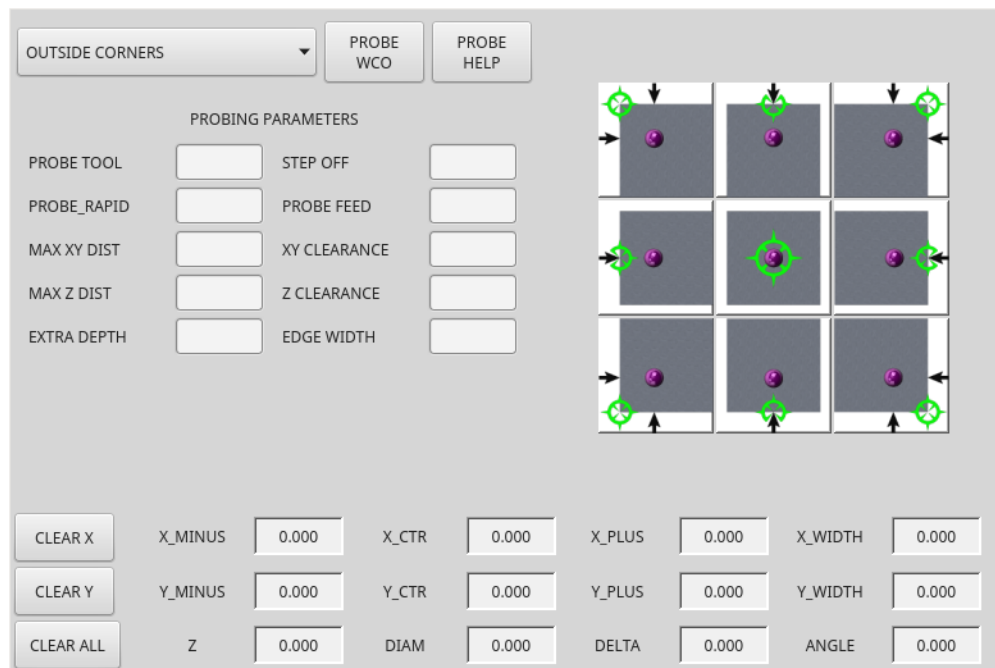 OUTSIDE CORNERS
PROBE
WCO
PROBE
HELP
PROBING PARAMETERS
PROBE TOOL STEP OFF
PROBE_RAPID PROBE FEED
MAX XY DIST XY CLEARANCE
MAX Z DIST Z CLEARANCE
EXTRA DEPTH EDGE WIDTH
CLEAR X X_MINUS 0.000 X_CTR 0.000 X_PLUS 0.000 X_WIDTH 0.000
CLEAR Y Y_MINUS 0.000 Y_CTR 0.000 Y_PLUS 0.000 Y_WIDTH 0.000
CLEAR ALL Z 0.000 DIAM 0.000 DELTA 0.000 ANGLE 0.000